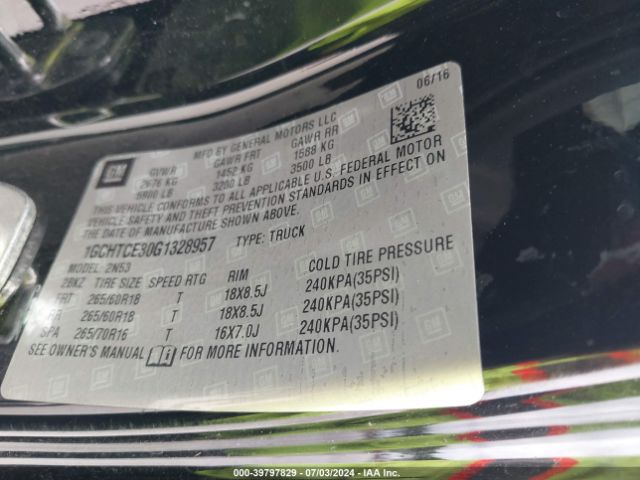 06/16
GM
MFD BY GENERAL MOTORS LLC
GVWR GAWR FRT GAWR RR
2676 KG 1452 KG 1588 KG
5900 LB 3200 LB 3500 LB
THIS VEHICLE CONFORMS TO ALL APPLICABLE U.S. FEDERAL MOTOR
VEHICLE SAFETY AND THEFT PREVENTION STANDARDS IN EFFECT ON
THE DATE OF MANUFACTURE SHOWN ABOVE.
1GCHTCE30G1328957 TYPE: TRUCK
MODEL: 2N53
2BKZ TIRE SIZE SPEED RTG RIM COLD TIRE PRESSURE
FRT 265/60R18 T 18X8.5J 240KPA(35PSI)
RR 265/60R18 T 18X8.5J 240KPA(35PSI)
SPA 265/70R16 T 16X7.0J 240KPA(35PSI)
SEE OWNER'S MANUAL FOR MORE INFORMATION.
000-39797829 - 07/03/2024 - IAA Inc.